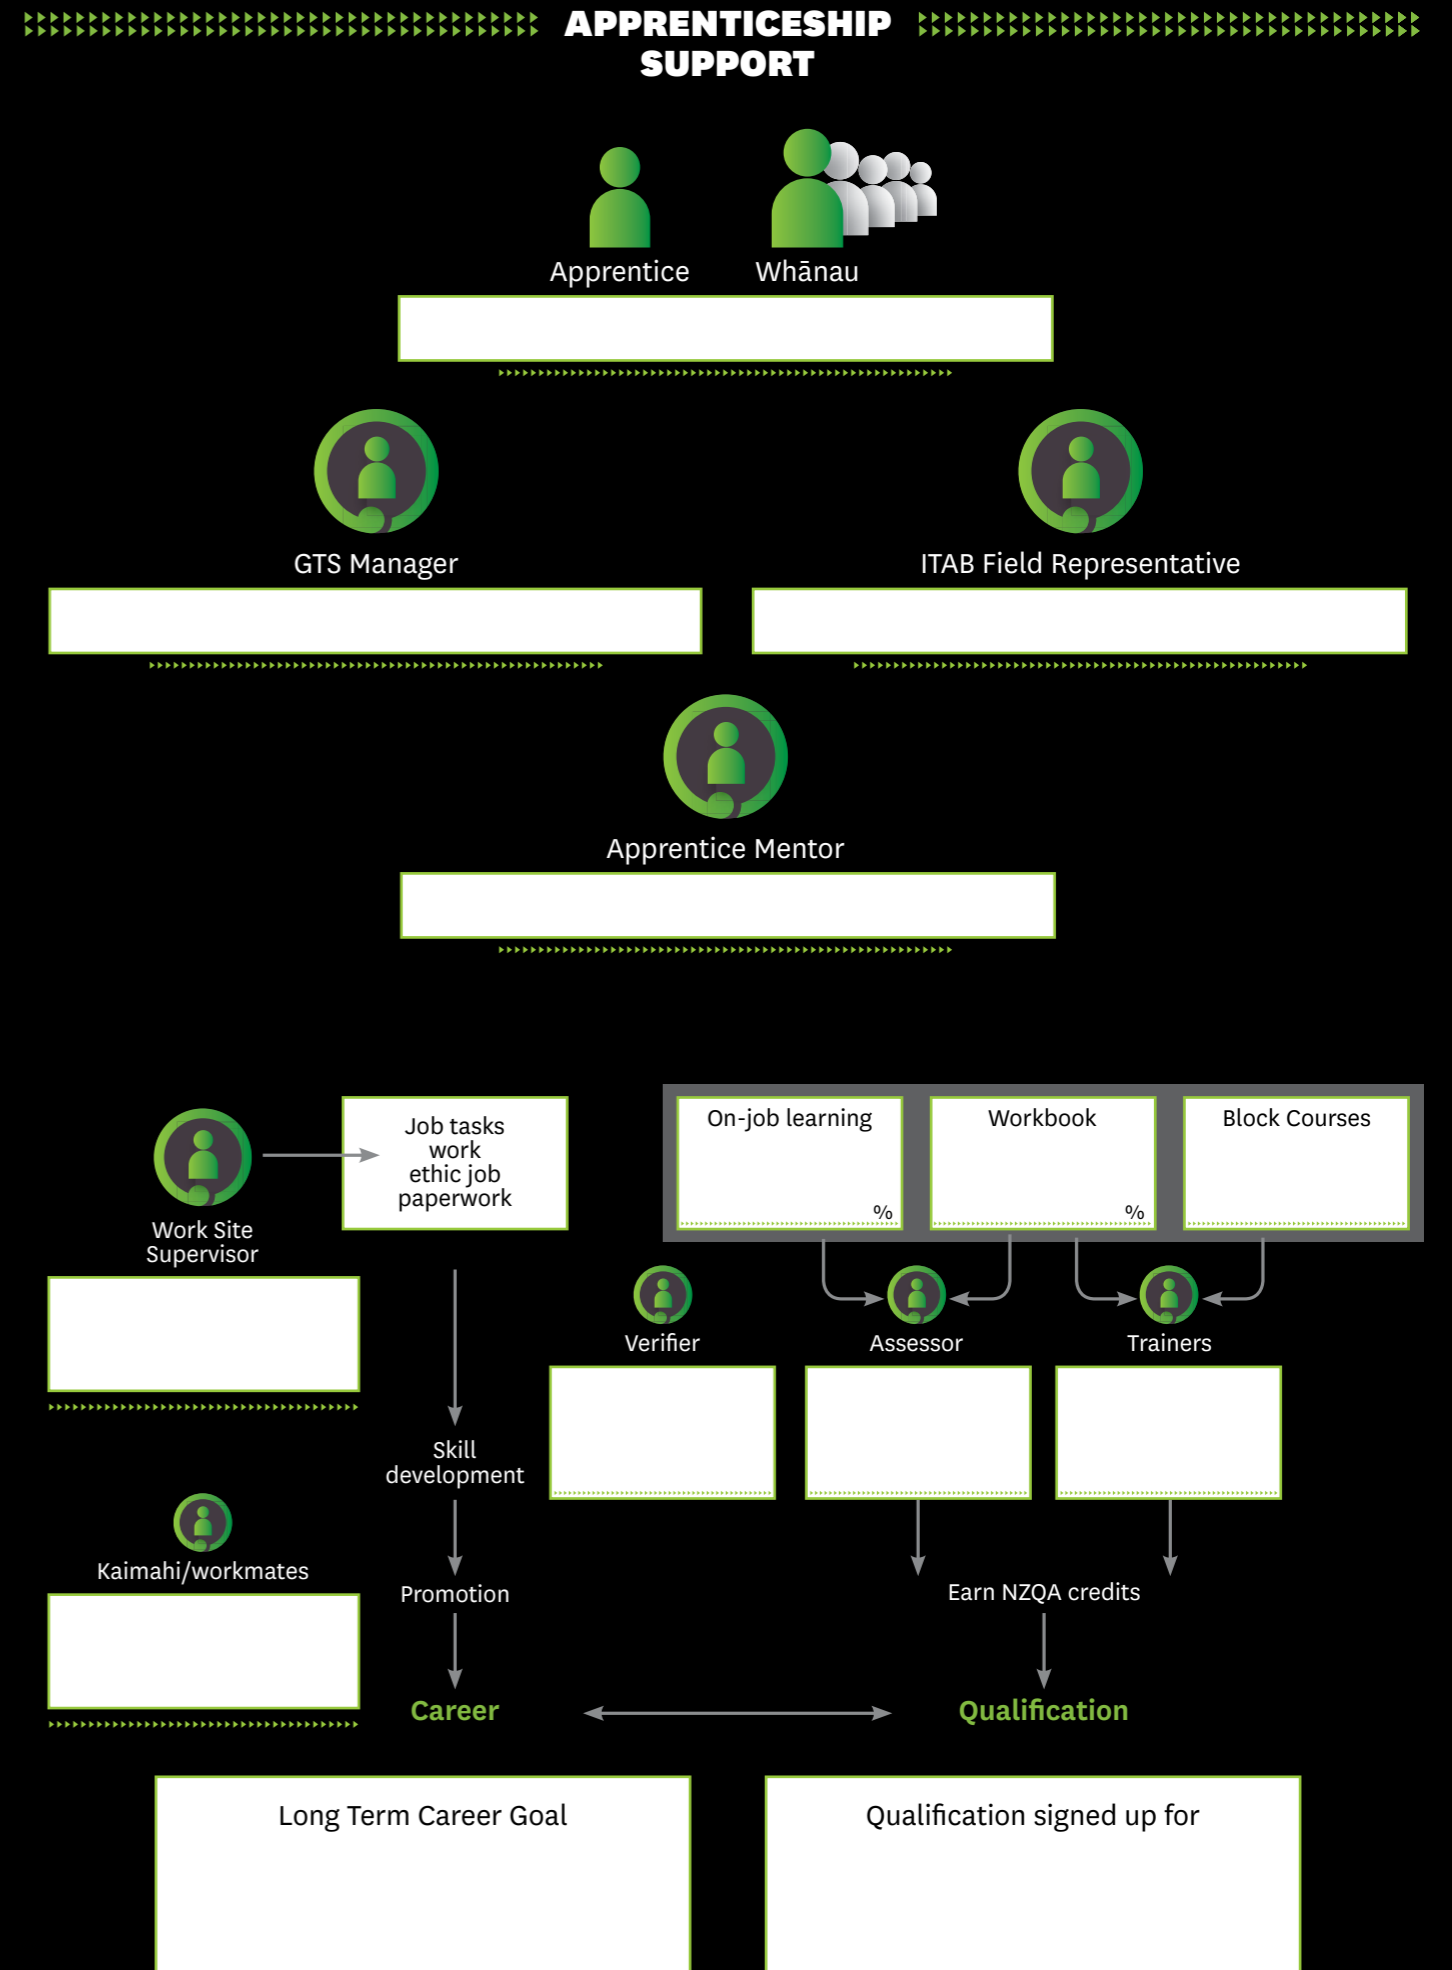 APPRENTICESHIP
SUPPORT
Apprentice
Whānau
GTS Manager
ITAB Field Representative
Apprentice Mentor
Job tasks
work
ethic job
paperwork
On-job learning
%
Workbook
%
Block Courses
Work Site
Supervisor
Verifier
Assessor
Trainers
Skill
development
Kaimahi/workmates
Promotion
Earn NZQA credits
Career
Qualification
Long Term Career Goal
Qualification signed up for